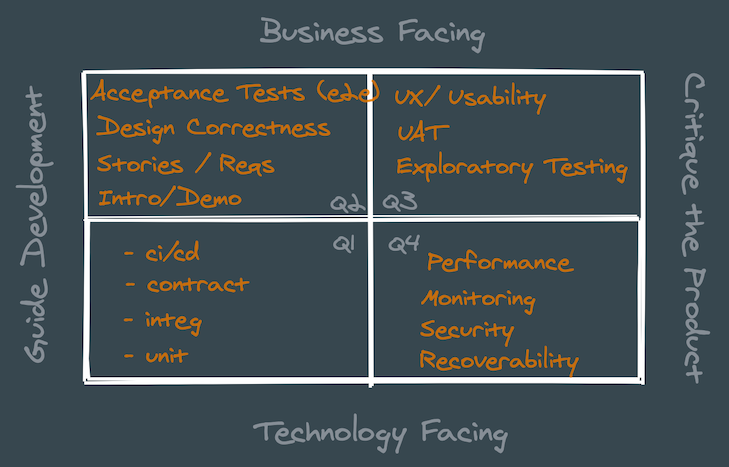 Business Facing
Guide Development
Acceptance Tests (e2e)
Design Correctness
Stories / Reqs
Intro/Demo
Q2
UX/ Usability
UAT
Exploratory Testing
Q3
Q1
- ci/cd
- contract
- integ
- unit
Q4
Performance
Monitoring
Security
Recoverability
Critique the Product
Technology Facing